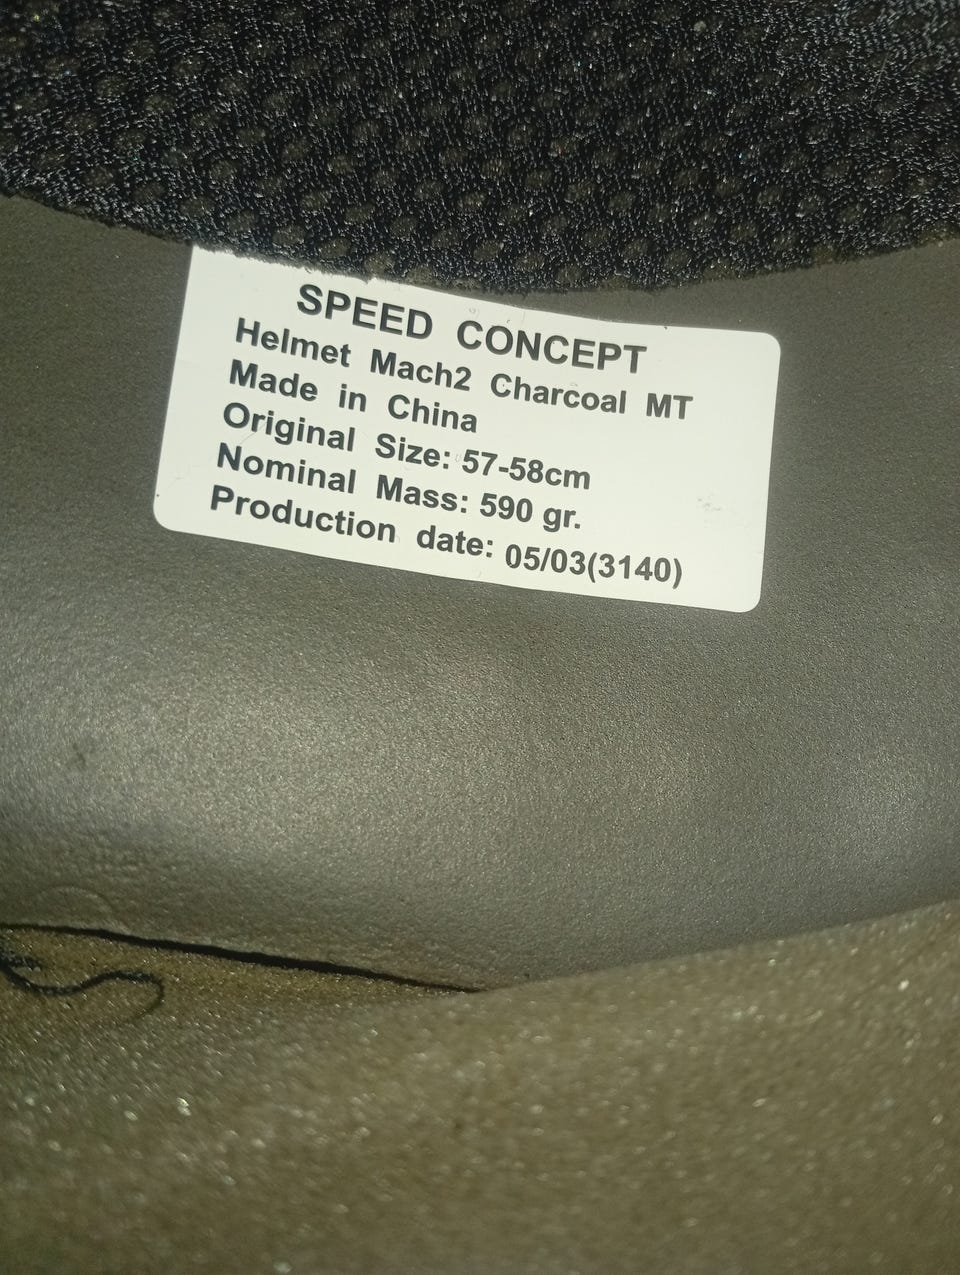 SPEED CONCEPT
Helmet Mach2 Charcoal MT
Made in China
Original Size: 57-58cm
Nominal Mass: 590 gr.
Production date: 05/03(3140)